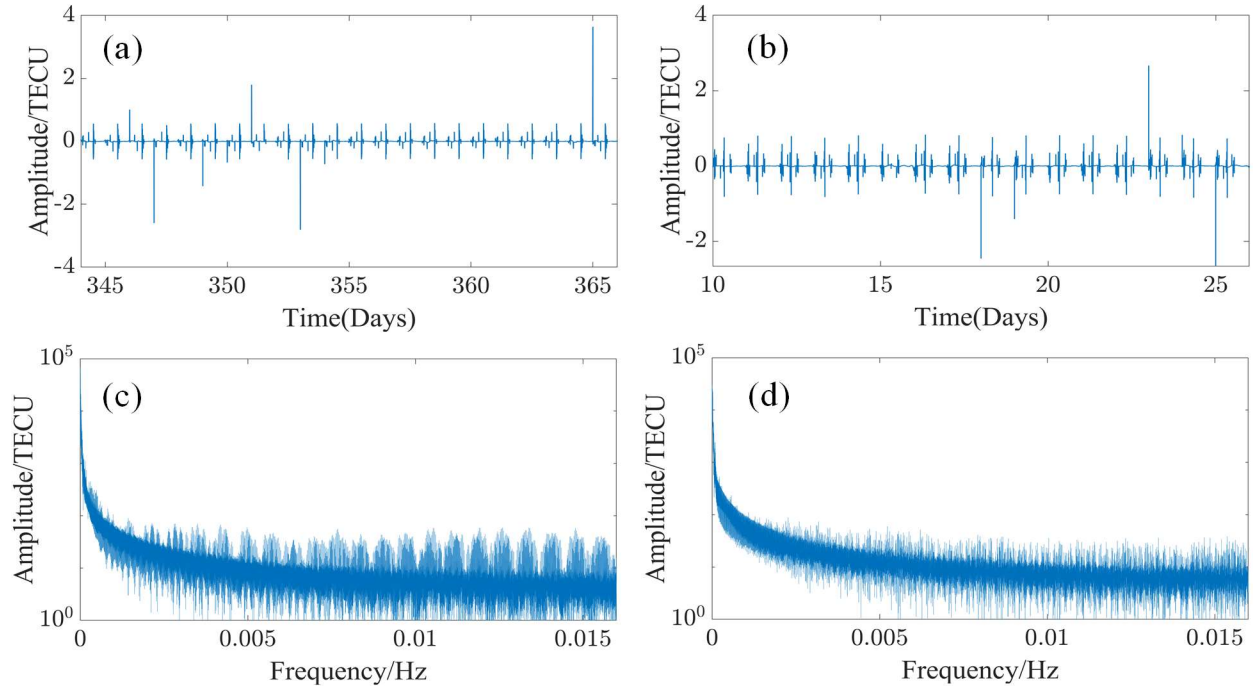 (a)
Amplitude/TECU
4
2
0
-2
-4
345 350 355 360 365
Time(Days)
(b)
Amplitude/TECU
4
2
0
-2
10 15 20 25
Time(Days)
(c)
Amplitude/TECU
10^5
10^0
0 0.005 0.01 0.015
Frequency/Hz
(d)
Amplitude/TECU
10^5
10^0
0 0.005 0.01 0.015
Frequency/Hz